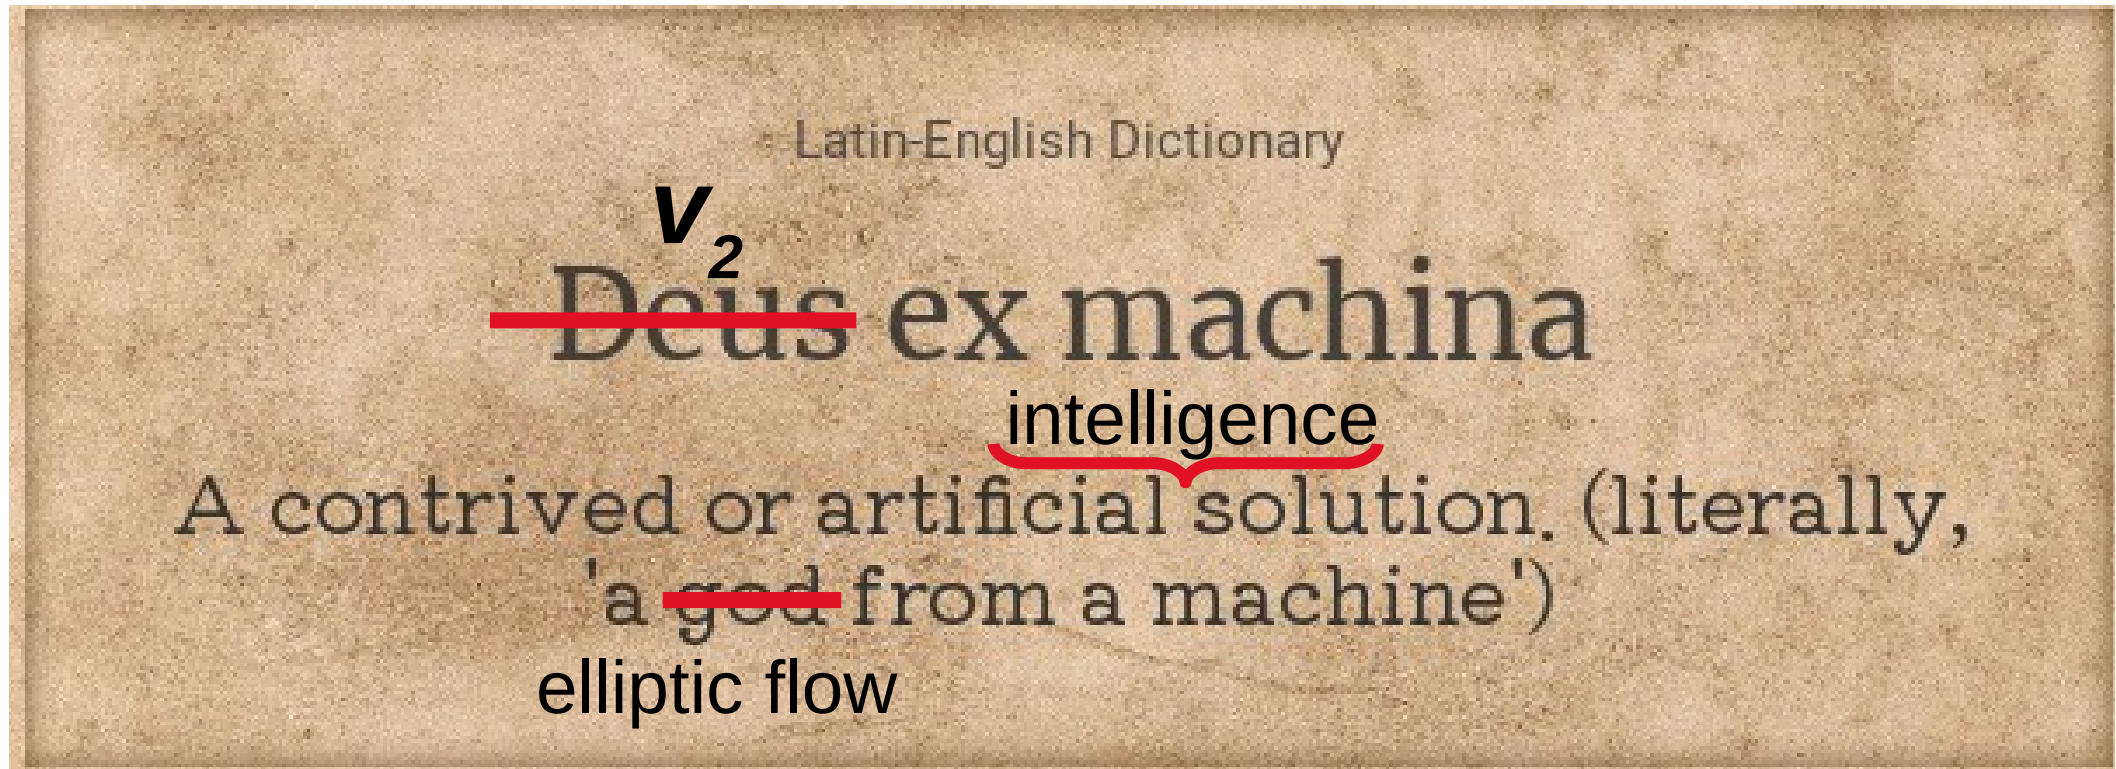 Latin-English Dictionary
v2
Deus ex machina
intelligence
A contrived or artificial solution. (literally,
'a god from a machine')
elliptic flow